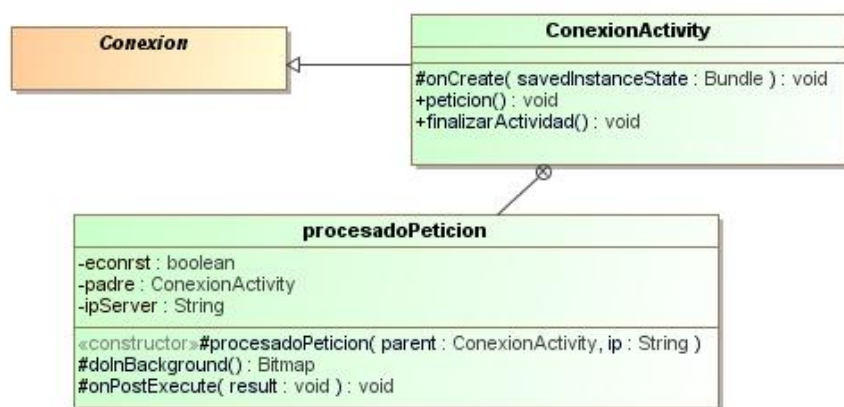 Conexion
ConexionActivity
#onCreate( savedInstanceState : Bundle ) : void
+peticion() : void
+finalizarActividad() : void
procesadoPeticion
-econrst : boolean
-padre : ConexionActivity
-ipServer : String
«constructor»#procesadoPeticion( parent : ConexionActivity, ip : String )
#doInBackground() : Bitmap
#onPostExecute( result : void ) : void